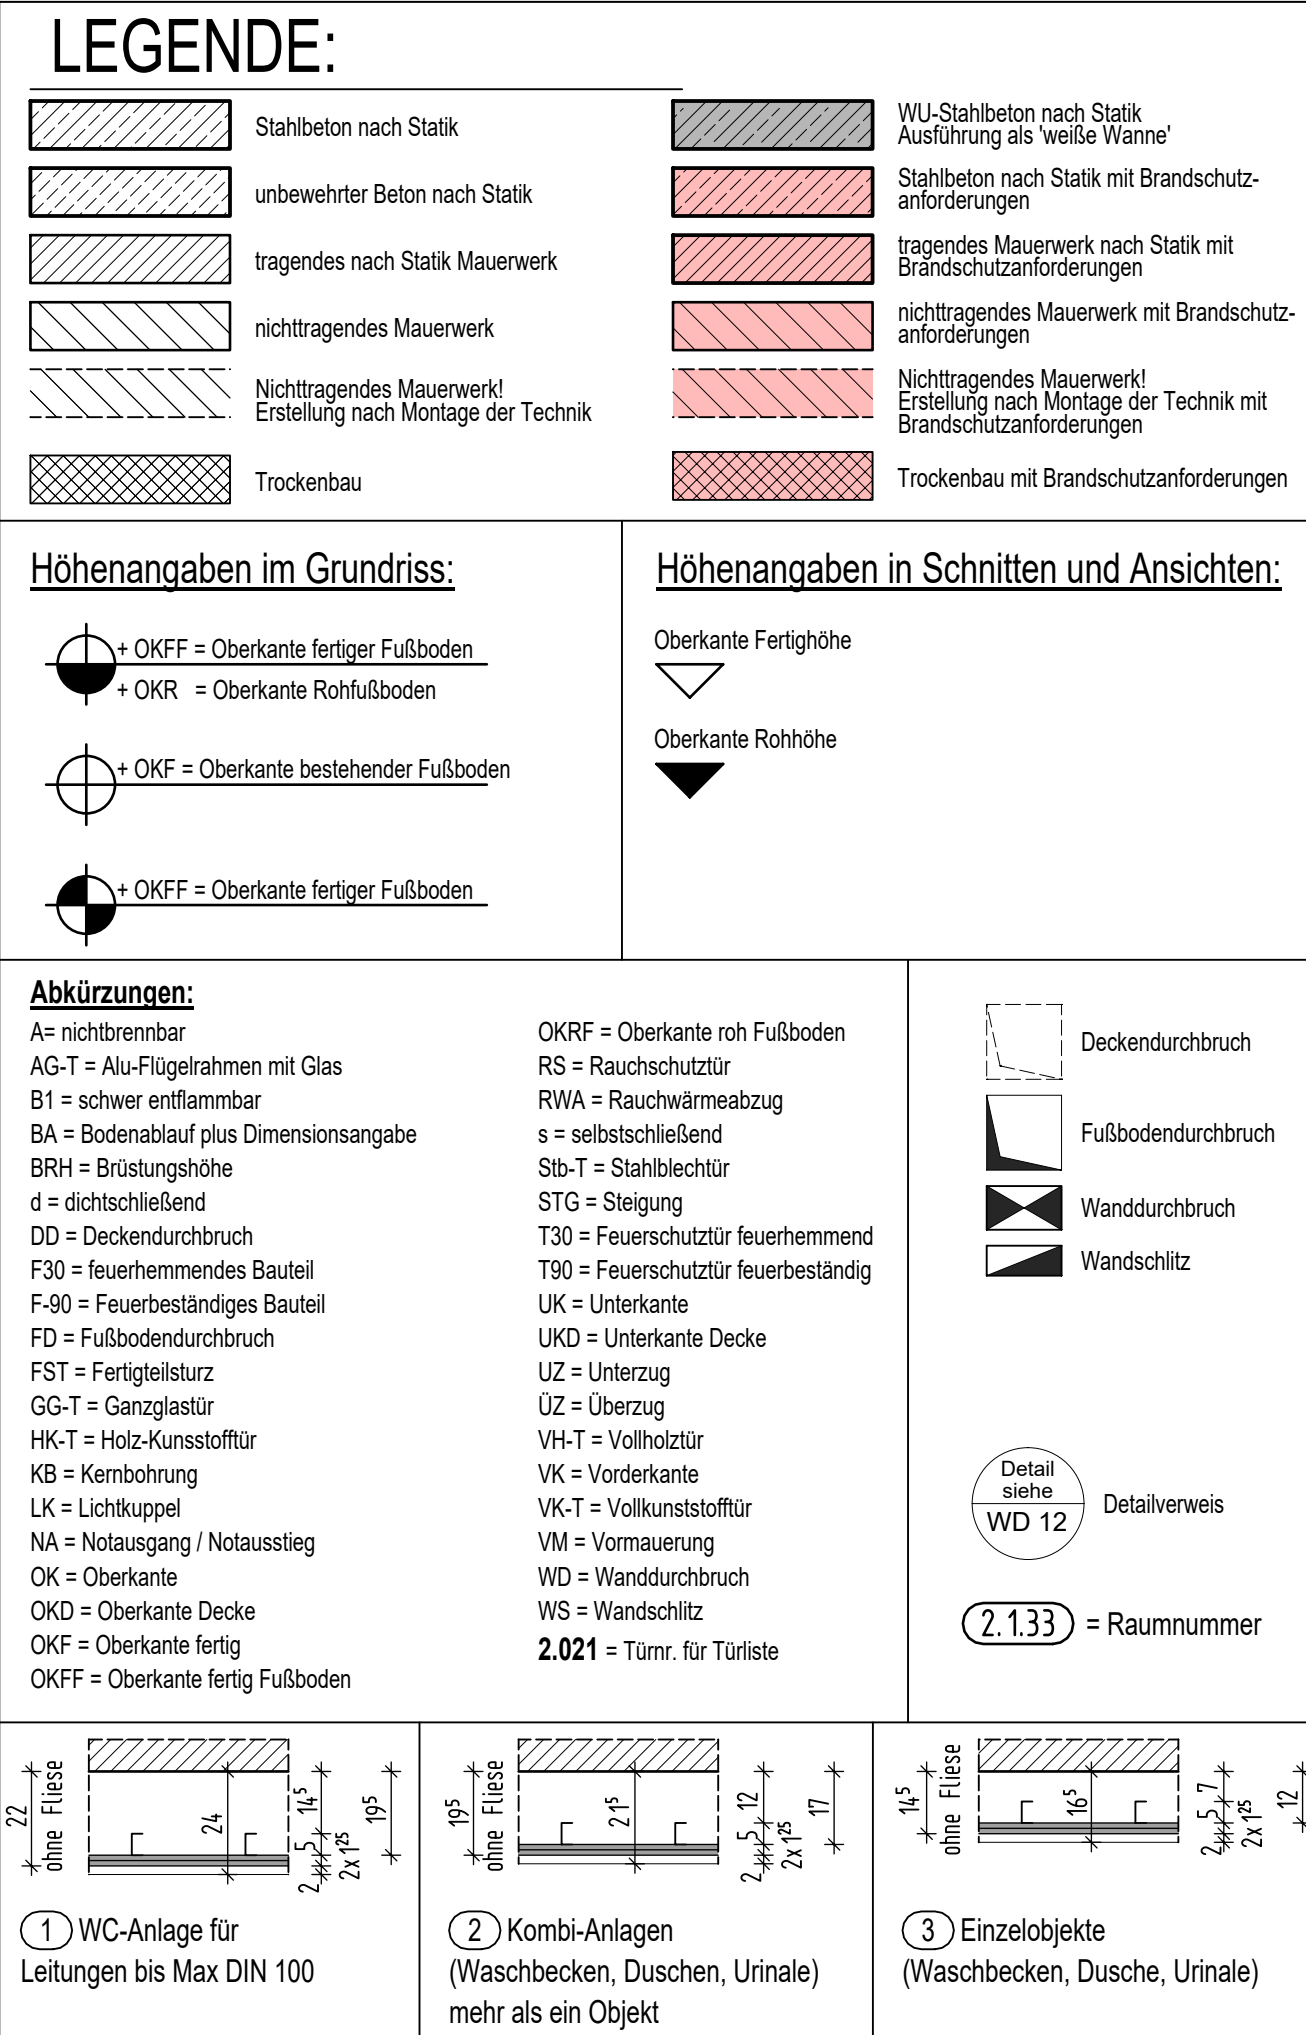 LEGENDE:
Stahlbeton nach Statik
unbewehrter Beton nach Statik
tragendes nach Statik Mauerwerk
nichttragendes Mauerwerk
Nichttragendes Mauerwerk!
Erstellung nach Montage der Technik
Trockenbau
WU-Stahlbeton nach Statik
Ausführung als 'weiße Wanne'
Stahlbeton nach Statik mit Brandschutz-
anforderungen
tragendes Mauerwerk nach Statik mit
Brandschutzanforderungen
nichttragendes Mauerwerk mit Brandschutz-
anforderungen
Nichttragendes Mauerwerk!
Erstellung nach Montage der Technik mit
Brandschutzanforderungen
Trockenbau mit Brandschutzanforderungen
Höhenangaben im Grundriss:
+ OKFF = Oberkante fertiger Fußboden
+ OKR = Oberkante Rohfußboden
+ OKF = Oberkante bestehender Fußboden
+ OKFF = Oberkante fertiger Fußboden
Höhenangaben in Schnitten und Ansichten:
Oberkante Fertighöhe
Oberkante Rohhöhe
Abkürzungen:
A= nichtbrennbar
AG-T = Alu-Flügelrahmen mit Glas
B1 = schwer entflammbar
BA = Bodenablauf plus Dimensionsangabe
BRH = Brüstungshöhe
d = dichtschließend
DD = Deckendurchbruch
F30 = feuerhemmendes Bauteil
F-90 = Feuerbeständiges Bauteil
FD = Fußbodendurchbruch
FST = Fertigteilsturz
GG-T = Ganzglastür
HK-T = Holz-Kunsstofftür
KB = Kernbohrung
LK = Lichtkuppel
NA = Notausgang / Notausstieg
OK = Oberkante
OKD = Oberkante Decke
OKF = Oberkante fertig
OKFF = Oberkante fertig Fußboden
OKRF = Oberkante roh Fußboden
RS = Rauchschutztür
RWA = Rauchwärmeabzug
s = selbstschließend
Stb-T = Stahlblechtür
STG = Steigung
T30 = Feuerschutztür feuerhemmend
T90 = Feuerschutztür feuerbeständig
UK = Unterkante
UKD = Unterkante Decke
UZ = Unterzug
ÜZ = Überzug
VH-T = Vollholztür
VK = Vorderkante
VK-T = Vollkunststofftür
VM = Vormauerung
WD = Wanddurchbruch
WS = Wandschlitz
2.021 = Türnr. für Türliste
Deckendurchbruch
Fußbodendurchbruch
Wanddurchbruch
Wandschlitz
Detail
siehe
WD 12
Detailverweis
2.1.33 = Raumnummer
22
ohne Fliese
24
14⁵
5
2
2x 1²⁵
19⁵
1 WC-Anlage für
Leitungen bis Max DIN 100
19⁵
ohne Fliese
21⁵
12
5
2
2x 1²⁵
17
2 Kombi-Anlagen
(Waschbecken, Duschen, Urinale)
mehr als ein Objekt
14⁵
ohne Fliese
16⁵
7
5
2
2x 1²⁵
12
3 Einzelobjekte
(Waschbecken, Dusche, Urinale)